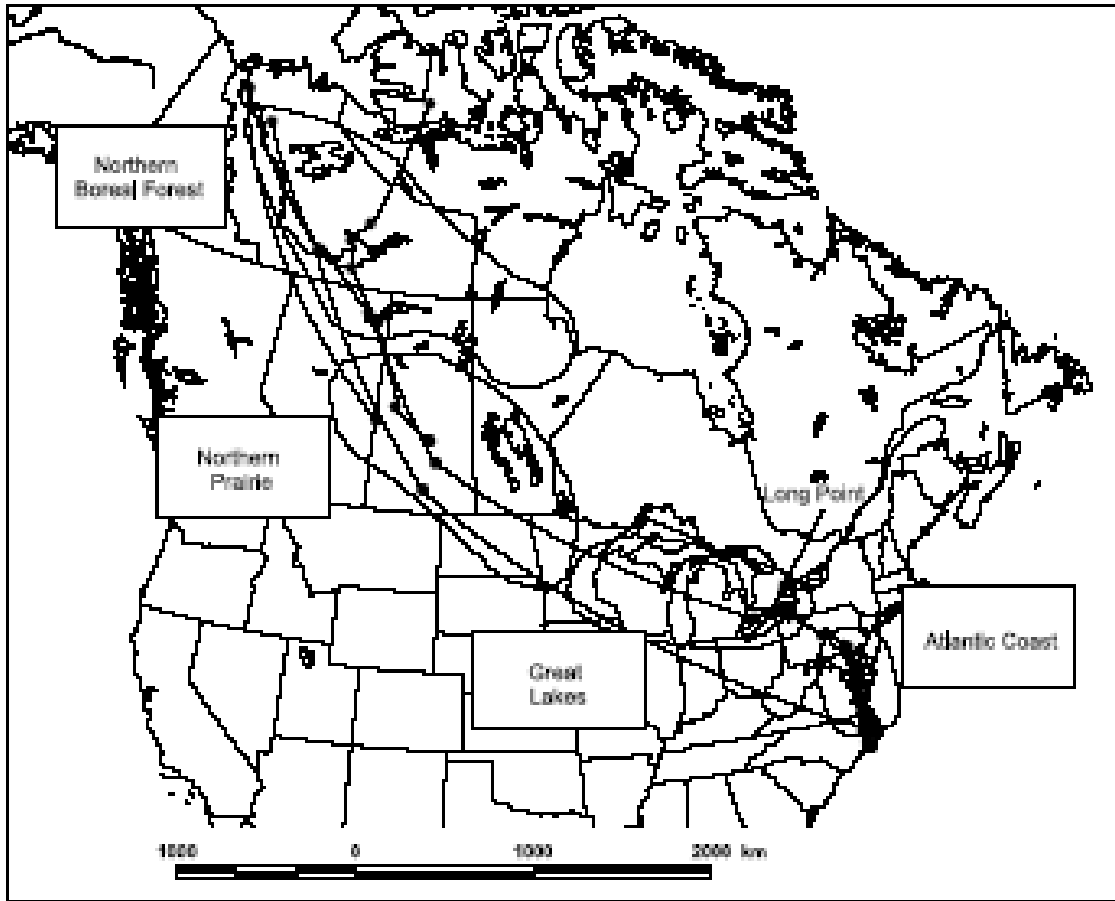 Northern
Boreal Forest
Northern
Prairie
Long Point
Atlantic Coast
Great
Lakes
1000 0 1000 2000 km